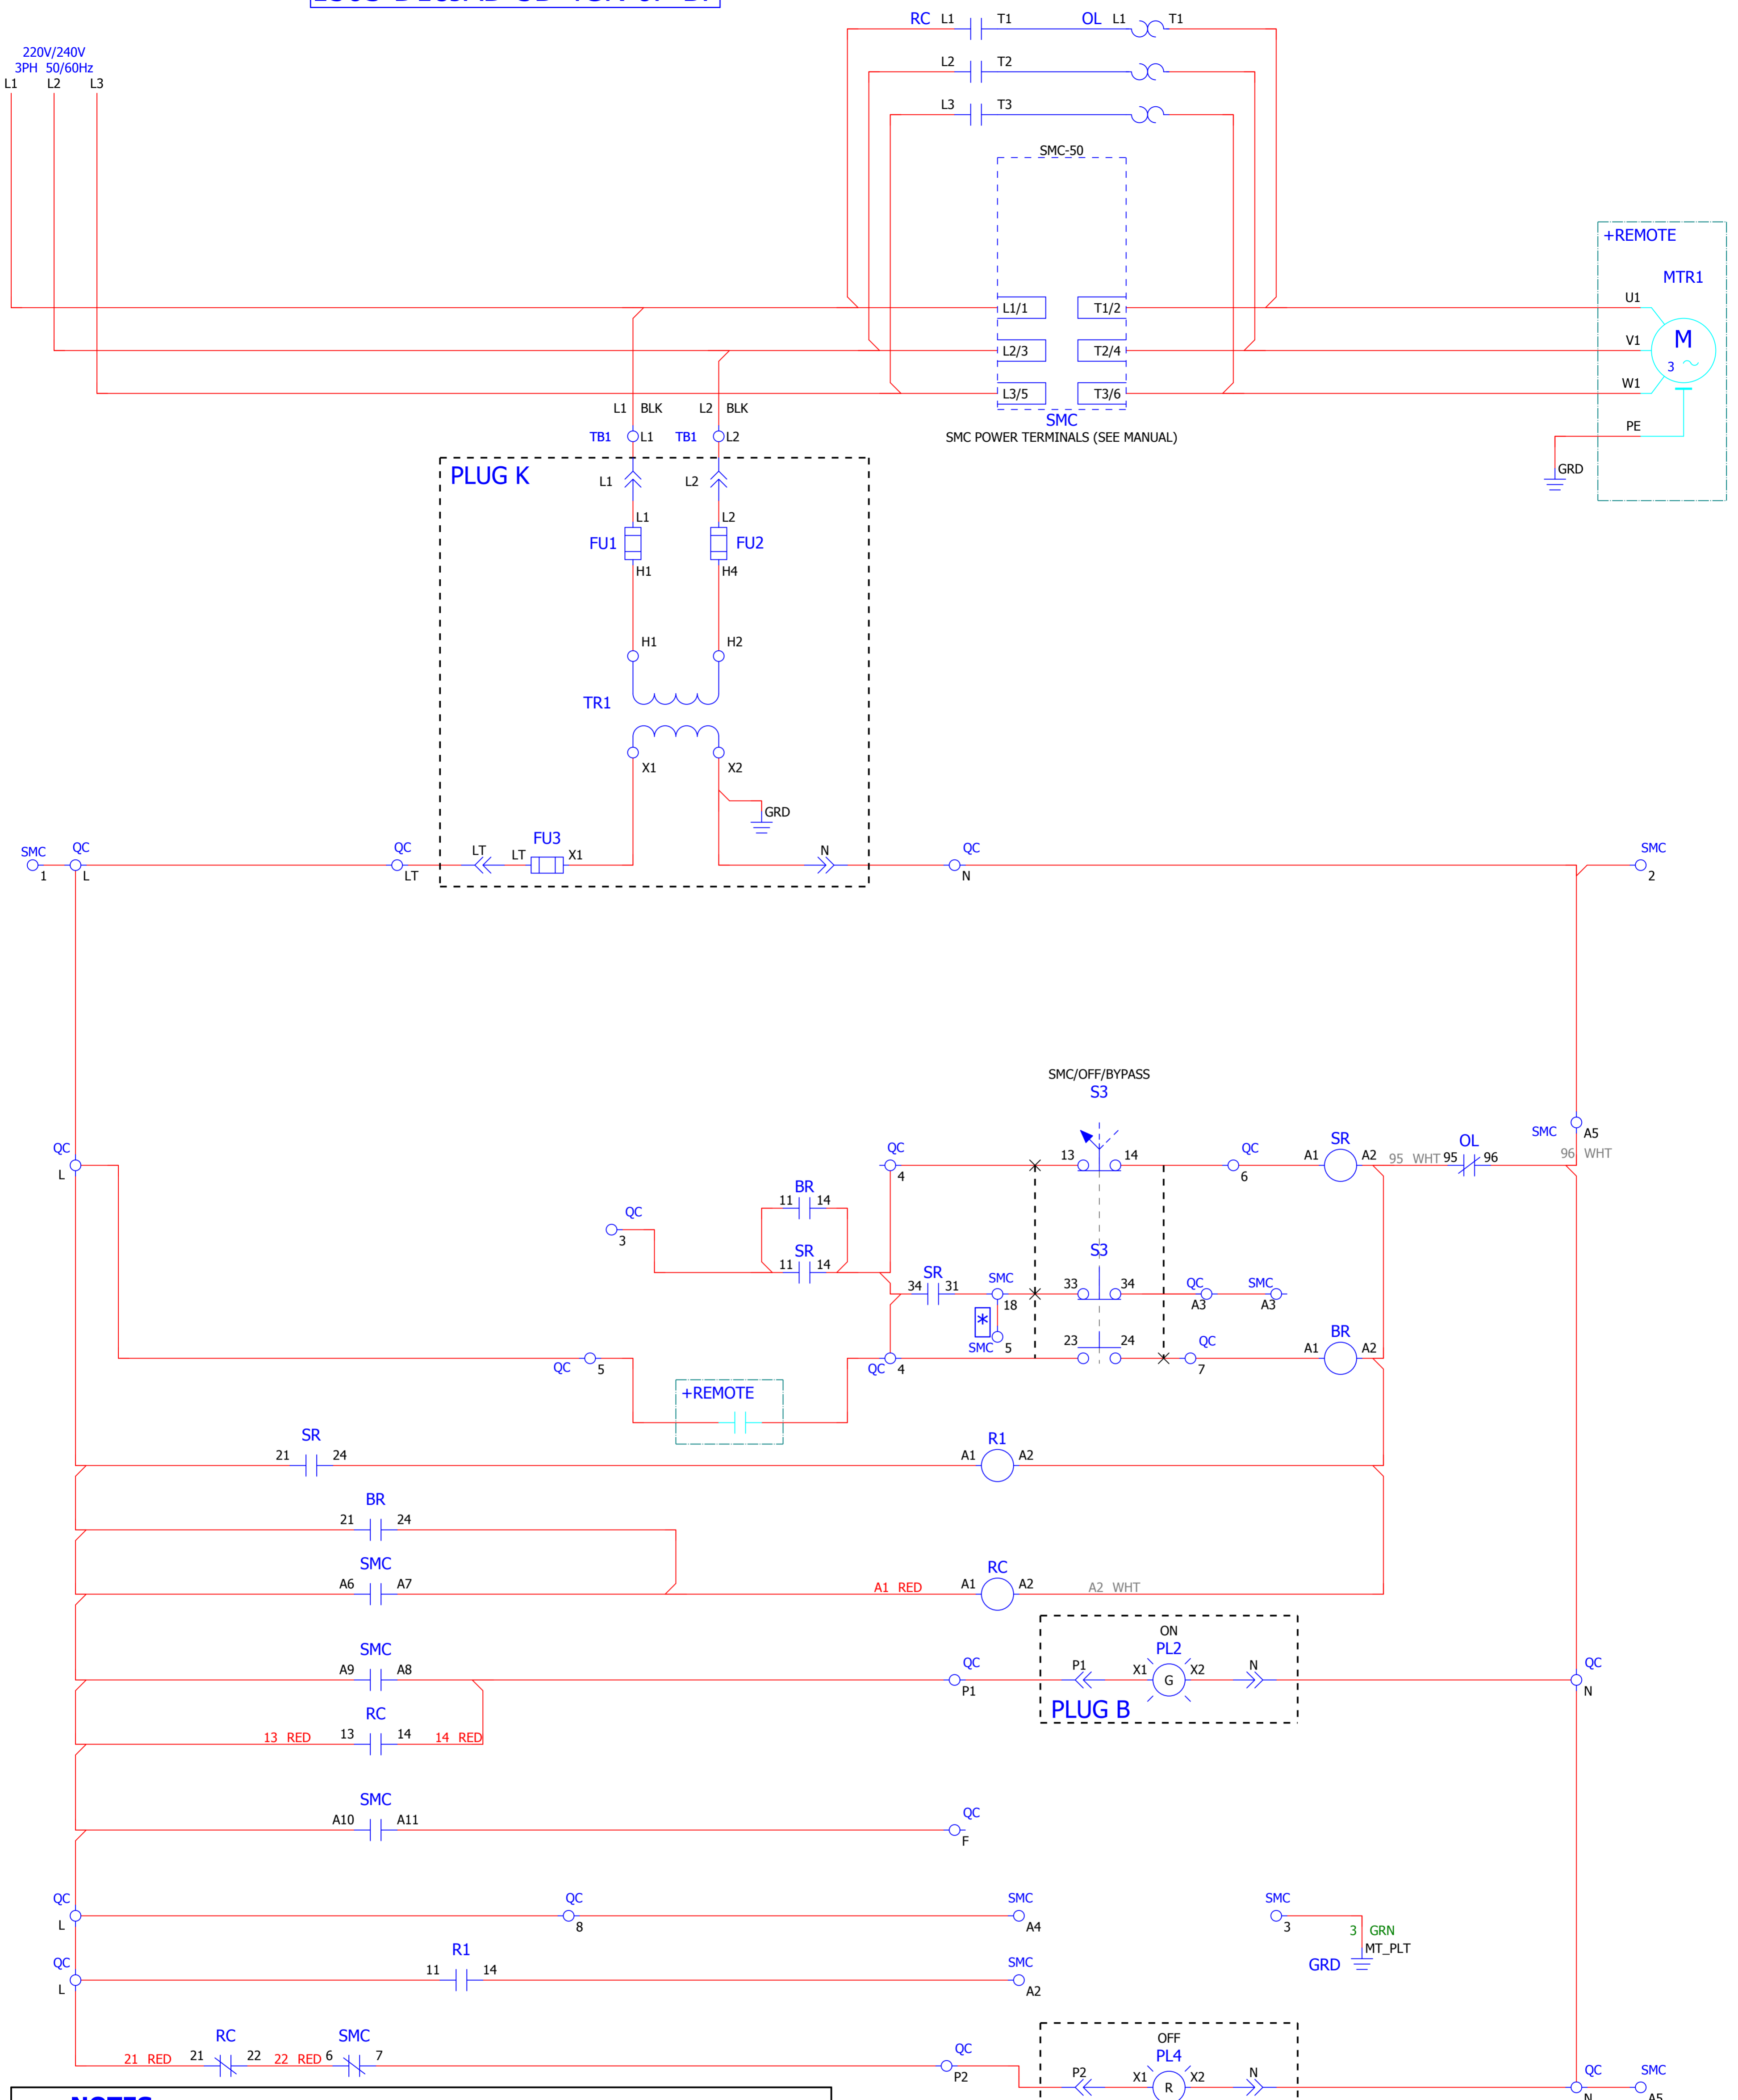 RC L1 T1 OL L1 T1
220V/240V
3PH 50/60Hz
L1 L2 L3
L2 T2
L3 T3
SMC-50
+REMOTE
MTR1
L1/1 T1/2 U1
L2/3 T2/4 V1 M
3
L3/5 T3/6 W1
L1 BLK L2 BLK
SMC
PE
TB1 L1 TB1 L2
SMC POWER TERMINALS (SEE MANUAL)
PLUG K
L1 L2
GRD
L1 L2
FU1 FU2
H1 H4
H1 H2
TR1
X1 X2
GRD
FU3
SMC QC QC LT LT X1 N QC SMC
1 L LT N 2
SMC/OFF/BYPASS
S3
SMC A5
QC QC 13 14 QC SR OL
A1 A2 95 WHT 95 96 96 WHT
L 4 6
BR
11 14
QC
3
SR S3
11 14
SR
34 31 SMC 33 34 QC SMC
18 A3 A3
*
SMC 5 23 24 QC BR
QC 5 QC 4 7 A1 A2
+REMOTE
SR R1
21 24 A1 A2
BR
21 24
SMC RC
A6 A7 A1 RED A1 A2 A2 WHT
ON
SMC PL2
A9 A8 QC P1 X1 G X2 N QC
P1 N
PLUG B
RC
13 RED 13 14 14 RED
SMC
A10 A11 QC
F
QC QC SMC SMC
L 8 A4 3
3 GRN
MT_PLT
GRD
QC R1 SMC
L 11 14 A2
RC SMC OFF
21 RED 21 22 22 RED 6 7 QC PL4
P2 P2 X1 R X2 N QC SMC